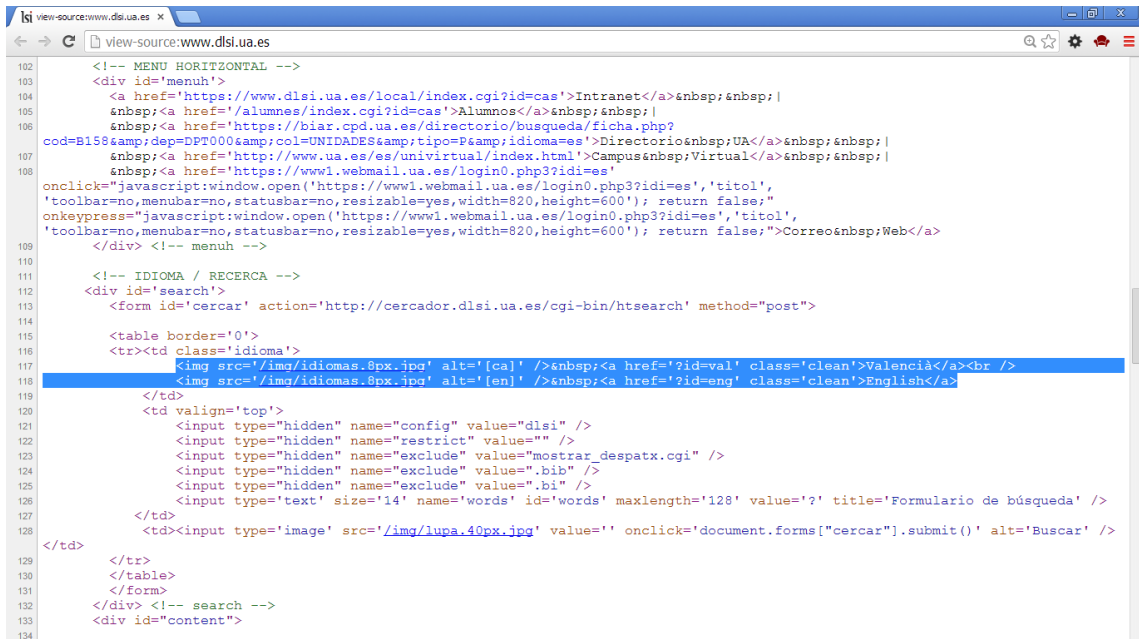 lsi view-source:www.dlsi.ua.es ×
view-source:www.dlsi.ua.es
102 <!-- MENU HORITZONTAL -->
103 <div id='menuh'>
104 <a href='https://www.dlsi.ua.es/local/index.cgi?id=cas'>Intranet</a>&nbsp;&nbsp;|
105 &nbsp;<a href='/alumnes/index.cgi?id=cas'>Alumnos</a>&nbsp;&nbsp;|
106 &nbsp;<a href='https://biar.cpd.ua.es/directorio/busqueda/ficha.php?
cod=B158&amp;dep=DPT000&amp;col=UNIDADES&amp;tipo=P&amp;idioma=es'>Directorio&nbsp;UA</a>&nbsp;&nbsp;|
107 &nbsp;<a href='http://www.ua.es/es/univirtual/index.html'>Campus&nbsp;Virtual</a>&nbsp;&nbsp;|
108 &nbsp;<a href='https://www1.webmail.ua.es/login0.php3?idi=es'
onclick="javascript:window.open('https://www1.webmail.ua.es/login0.php3?idi=es','titol',
'toolbar=no,menubar=no,statusbar=no,resizable=yes,width=820,height=600'); return false;"
onkeypress="javascript:window.open('https://www1.webmail.ua.es/login0.php3?idi=es','titol',
'toolbar=no,menubar=no,statusbar=no,resizable=yes,width=820,height=600'); return false;">Correo&nbsp;Web</a>
109 </div> <!-- menuh -->
110
111 <!-- IDIOMA / RECERCA -->
112 <div id='search'>
113 <form id='cercar' action='http://cercador.dlsi.ua.es/cgi-bin/htsearch' method="post">
114
115 <table border='0'>
116 <tr><td class='idioma'>
117 <img src='/img/idiomas.8px.jpg' alt='[ca]' />&nbsp;<a href='?id=val' class='clean'>Valencià</a><br />
118 <img src='/img/idiomas.8px.jpg' alt='[en]' />&nbsp;<a href='?id=eng' class='clean'>English</a>
119 </td>
120 <td valign='top'>
121 <input type="hidden" name="config" value="dlsi" />
122 <input type="hidden" name="restrict" value="" />
123 <input type="hidden" name="exclude" value="mostrar_despatx.cgi" />
124 <input type="hidden" name="exclude" value=".bib" />
125 <input type="hidden" name="exclude" value=".bi" />
126 <input type='text' size='14' name='words' id='words' maxlength='128' value='?' title='Formulario de búsqueda' />
127 </td>
128 <td><input type='image' src='/img/lupa.40px.jpg' value='' onclick='document.forms["cercar"].submit()' alt='Buscar' />
</td>
129 </tr>
130 </table>
131 </form>
132 </div> <!-- search -->
133 <div id="content">
134